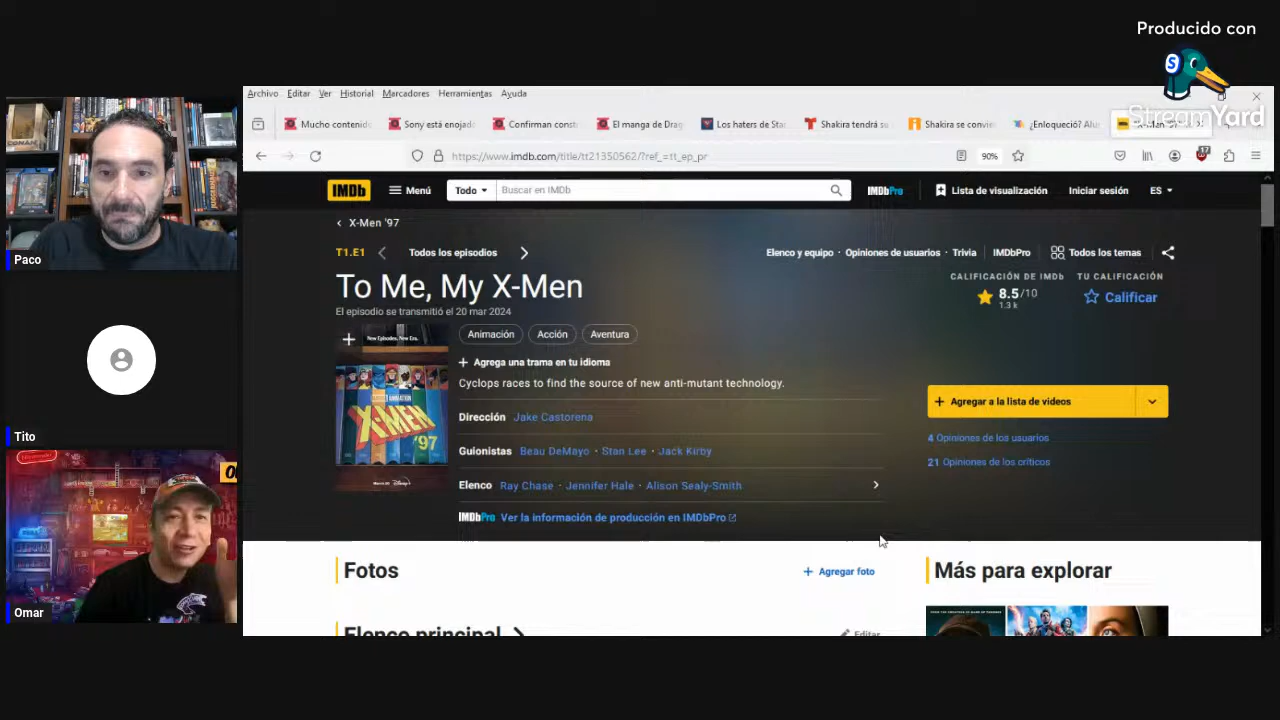 Producido con
StreamYard
Archivo Editar Ver Historial Marcadores Herramientas Ayuda
Mucho contenido
Sony está enojad
Confirman const
El manga de Drag
Los haters de Sta
Shakira tendrá su
Shakira se convie
¿Enloqueció? Alu
https://www.imdb.com/title/tt21350562/?ref_=tt_ep_pr
90%
17
IMDb
Menú
Todo
Buscar en IMDb
IMDbPro
Lista de visualización
Iniciar sesión
ES
X-Men '97
T1.E1
Todos los episodios
Elenco y equipo · Opiniones de usuarios · Trivia
IMDbPro
Todos los temas
To Me, My X-Men
El episodio se transmitió el 20 mar 2024
CALIFICACIÓN DE IMDb
8.5/10
1.3 k
TU CALIFICACIÓN
Calificar
New Episodes. New Era.
X-MEN
'97
Disney+
Animación
Acción
Aventura
Agrega una trama en tu idioma
Cyclops races to find the source of new anti-mutant technology.
Dirección Jake Castorena
Guionistas Beau DeMayo · Stan Lee · Jack Kirby
Elenco Ray Chase · Jennifer Hale · Alison Sealy-Smith
IMDbPro Ver la información de producción en IMDbPro
Agregar a la lista de videos
4 Opiniones de los usuarios
21 Opiniones de los críticos
Fotos
Agregar foto
Más para explorar
Elenco principal
Editar
CONAN
Paco
Tito
Omar